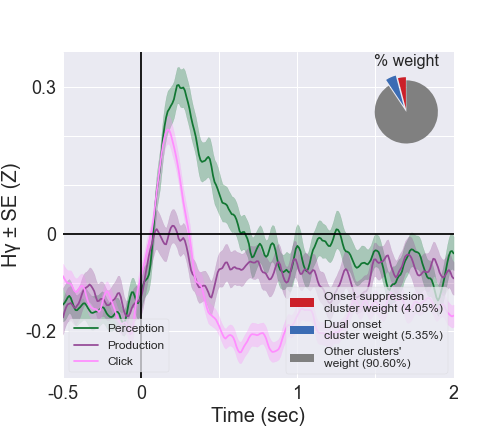 % weight
0.3
0
-0.2
Hγ ± SE (Z)
Perception
Production
Click
Onset suppression
cluster weight (4.05%)
Dual onset
cluster weight (5.35%)
Other clusters'
weight (90.60%)
-0.5
0
1
2
Time (sec)